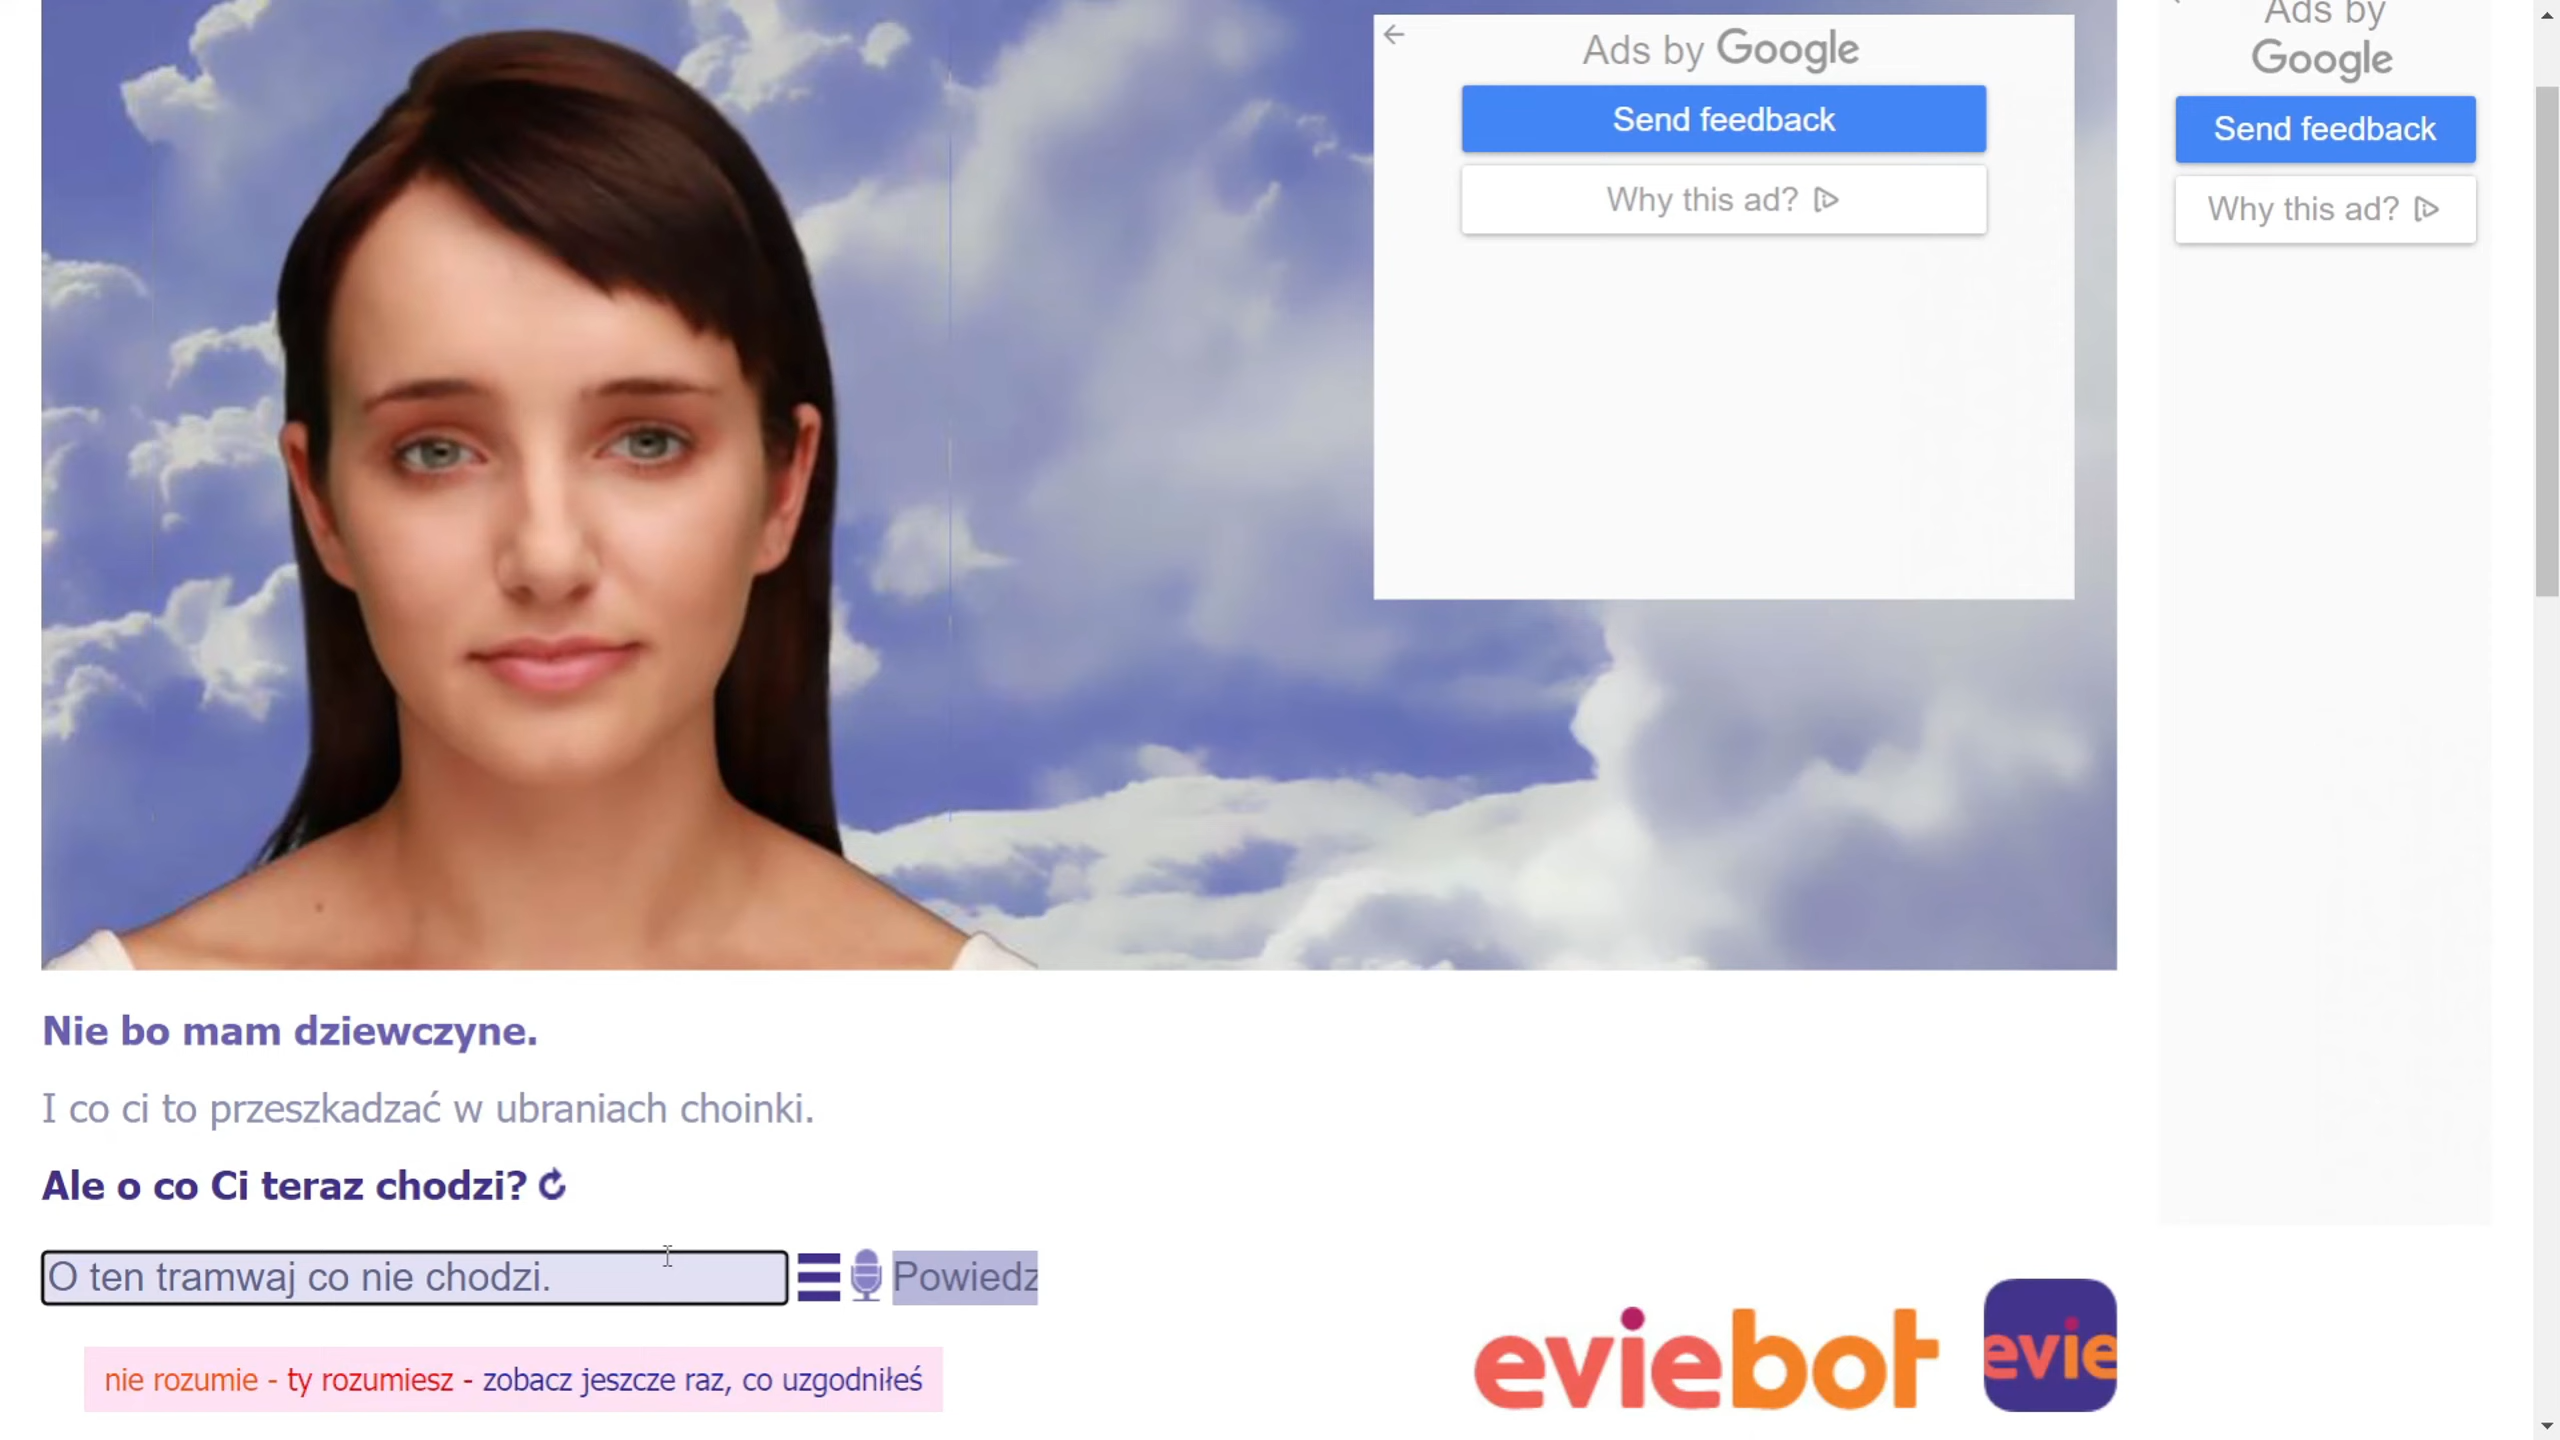 Ads by Google
Send feedback
Why this ad?
Ads by
Google
Send feedback
Why this ad?
Nie bo mam dziewczyne.
I co ci to przeszkadzać w ubraniach choinki.
Ale o co Ci teraz chodzi?
O ten tramwaj co nie chodzi.
Powiedz
nie rozumie - ty rozumiesz - zobacz jeszcze raz, co uzgodniłeś
eviebot
evie